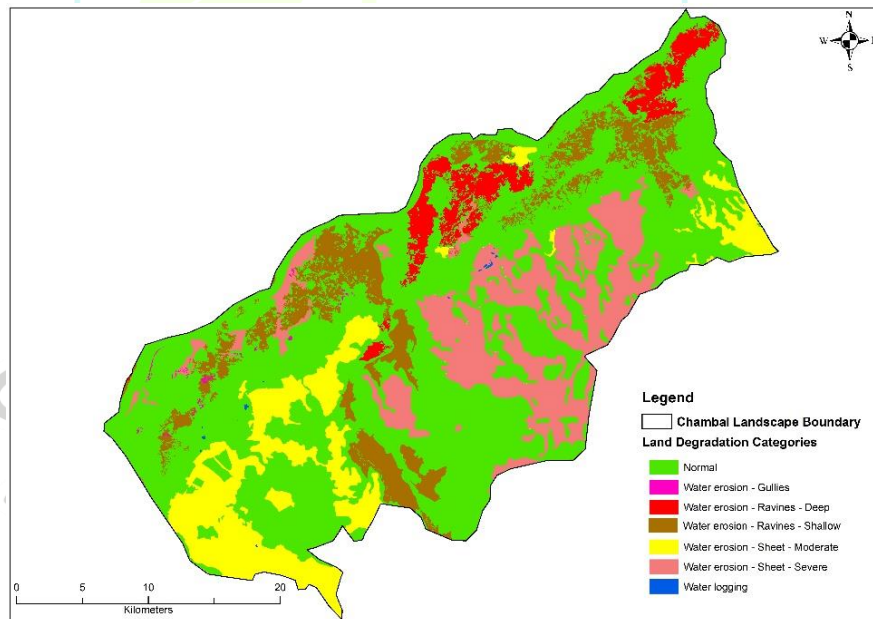 N
W
S
Legend
Chambal Landscape Boundary
Land Degradation Categories
Normal
Water erosion - Gullies
Water erosion - Ravines - Deep
Water erosion - Ravines - Shallow
Water erosion - Sheet - Moderate
Water erosion - Sheet - Severe
Water logging
0 5 10 20
Kilometers